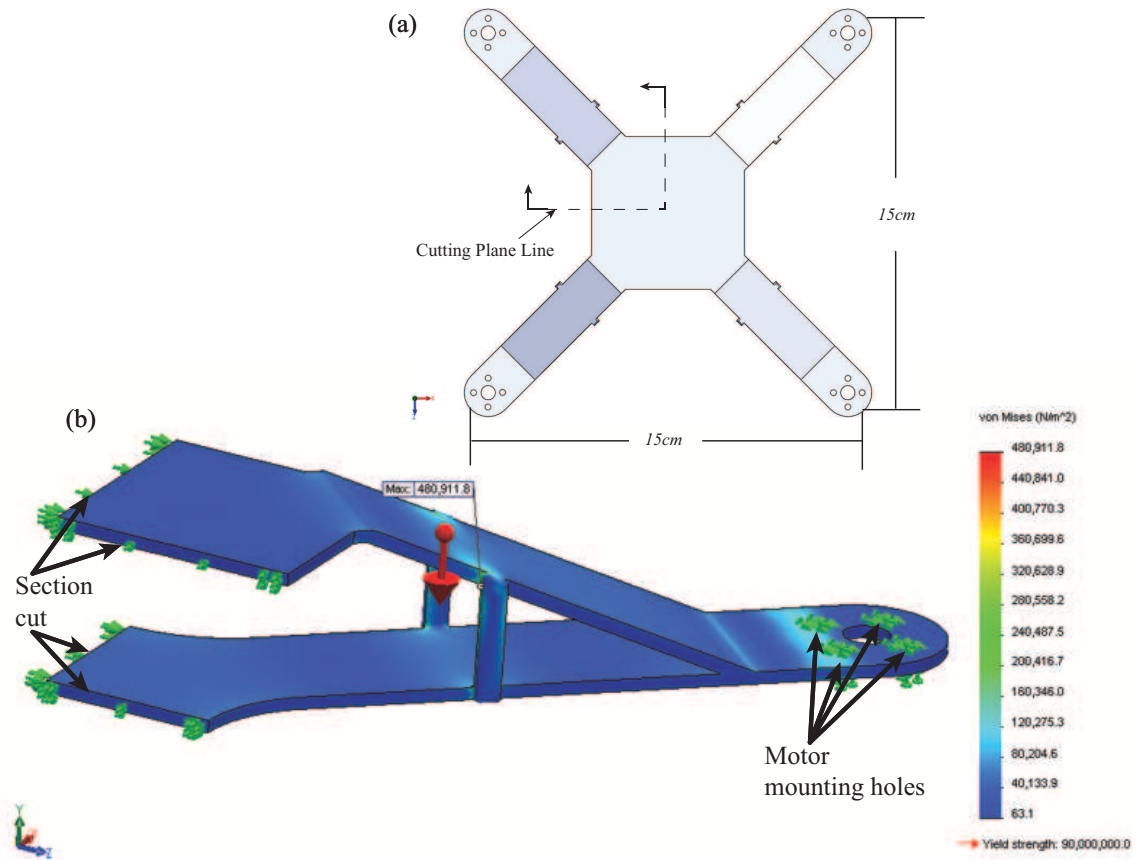 (a)
Cutting Plane Line
15cm
15cm
(b)
von Mises (N/m^2)
480,911.8
440,841.0
400,770.3
360,699.6
320,628.9
280,558.2
240,487.5
200,416.7
160,346.0
120,275.3
80,204.6
40,133.9
63.1
Yield strength: 90,000,000.0
Max: 480,911.8
Section
cut
Motor
mounting holes
Y
Z